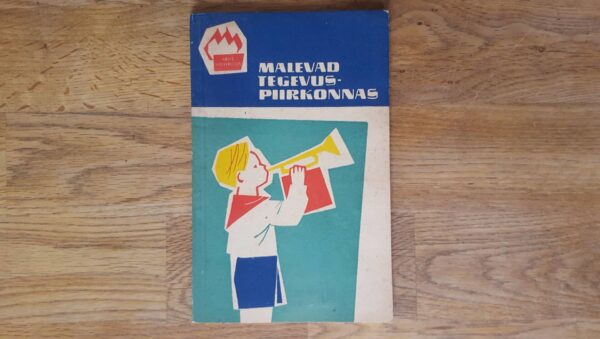 MALEVAD
TEGEVUS-
PIIRKONNAS